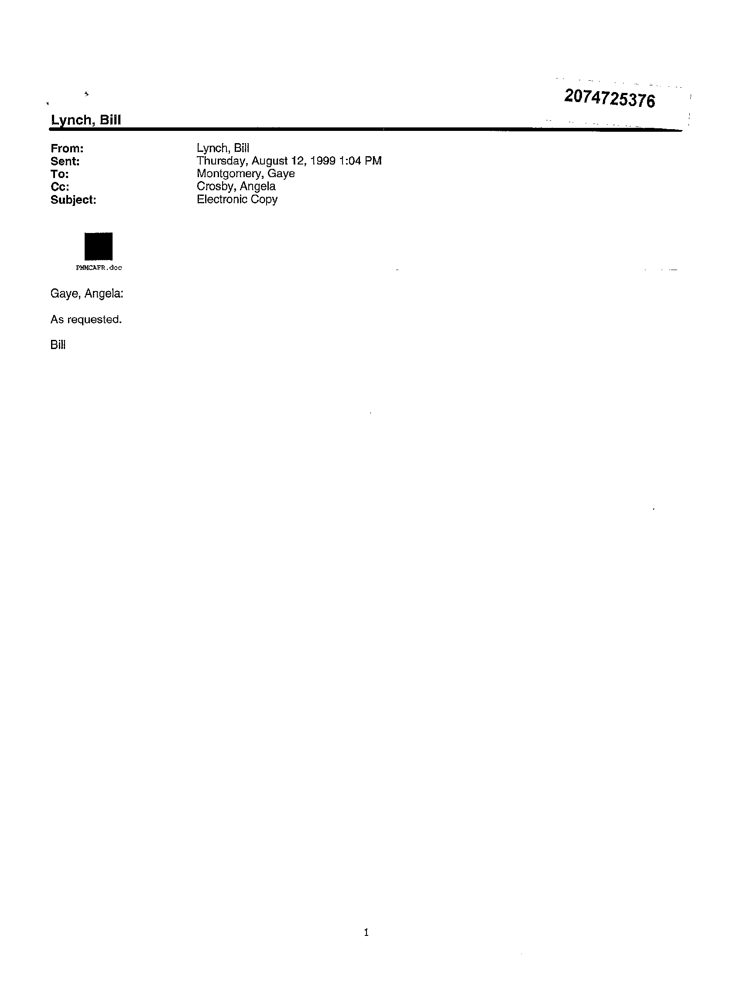 2074725376
Lynch, Bill
From: Lynch, Bill
Sent: Thursday, August 12, 1999 1:04 PM
To: Montgomery, Gaye
Cc: Crosby, Angela
Subject: Electronic Copy
PMMCAFR.doc
Gaye, Angela:
As requested.
Bill
1